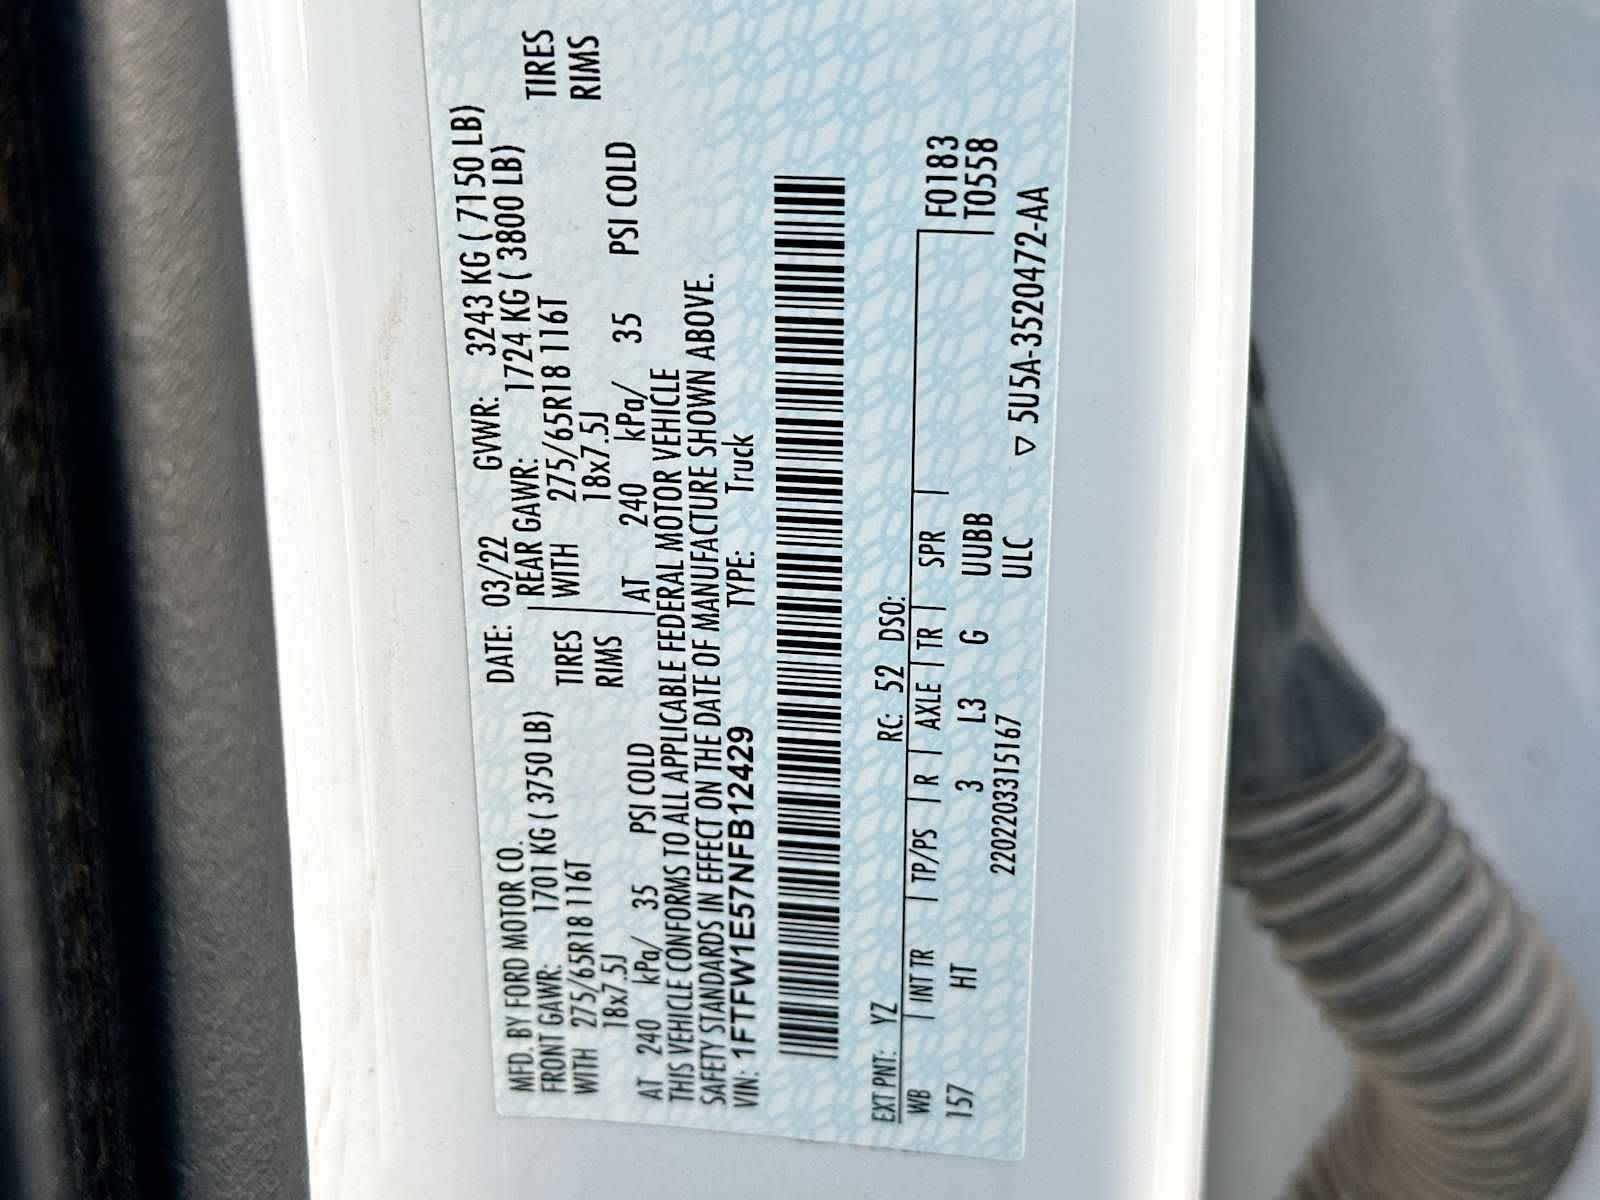 MFD. BY FORD MOTOR CO.
DATE: 03/22 GVWR: 3243 KG ( 7150 LB)
FRONT GAWR: 1701 KG ( 3750 LB) REAR GAWR: 1724 KG ( 3800 LB)
WITH 275/65R18 116T TIRES WITH 275/65R18 116T TIRES
18x7.5J RIMS 18x7.5J RIMS
AT 240 kPa/ 35 PSI COLD AT 240 kPa/ 35 PSI COLD
THIS VEHICLE CONFORMS TO ALL APPLICABLE FEDERAL MOTOR VEHICLE
SAFETY STANDARDS IN EFFECT ON THE DATE OF MANUFACTURE SHOWN ABOVE.
VIN: 1FTFW1E57NFB12429 TYPE: Truck
EXT PNT: YZ RC: 52 DSO:
WB | INT TR | TP/PS | R | AXLE | TR | SPR | F0183
157 HT 3 L3 G UUBB T0558
2202203315167 ULC ▽ 5U5A-3520472-AA